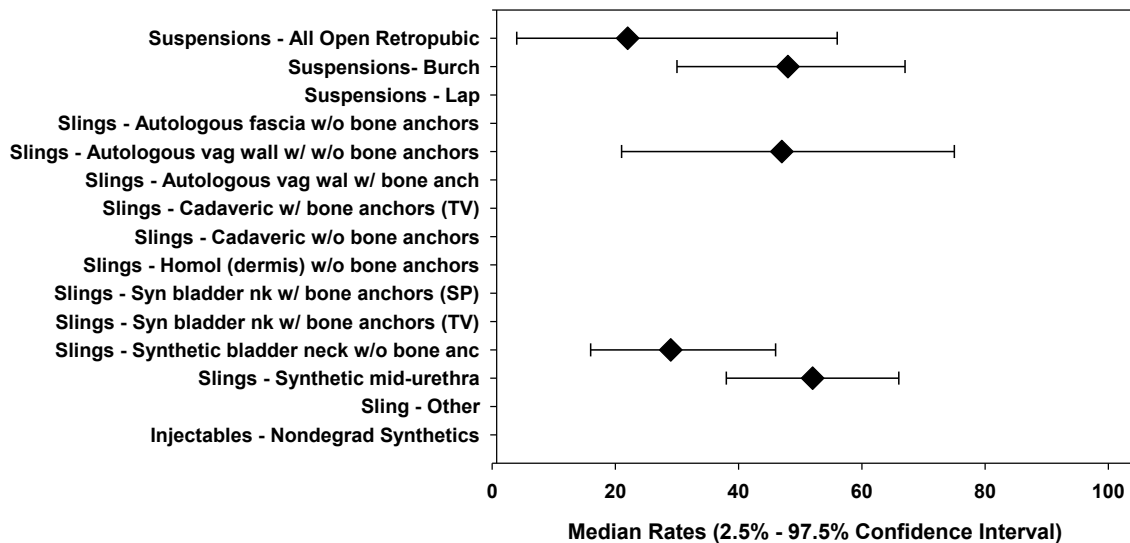 Suspensions - All Open Retropubic
Suspensions- Burch
Suspensions - Lap
Slings - Autologous fascia w/o bone anchors
Slings - Autologous vag wall w/ w/o bone anchors
Slings - Autologous vag wal w/ bone anch
Slings - Cadaveric w/ bone anchors (TV)
Slings - Cadaveric w/o bone anchors
Slings - Homol (dermis) w/o bone anchors
Slings - Syn bladder nk w/ bone anchors (SP)
Slings - Syn bladder nk w/ bone anchors (TV)
Slings - Synthetic bladder neck w/o bone anc
Slings - Synthetic mid-urethra
Sling - Other
Injectables - Nondegrad Synthetics
0 20 40 60 80 100
Median Rates (2.5% - 97.5% Confidence Interval)